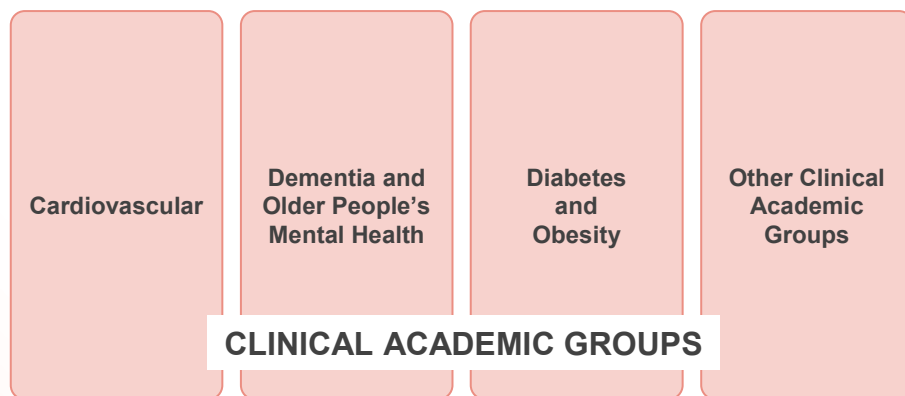 Cardiovascular
Dementia and
Older People’s
Mental Health
Diabetes
and
Obesity
Other Clinical
Academic
Groups
CLINICAL ACADEMIC GROUPS